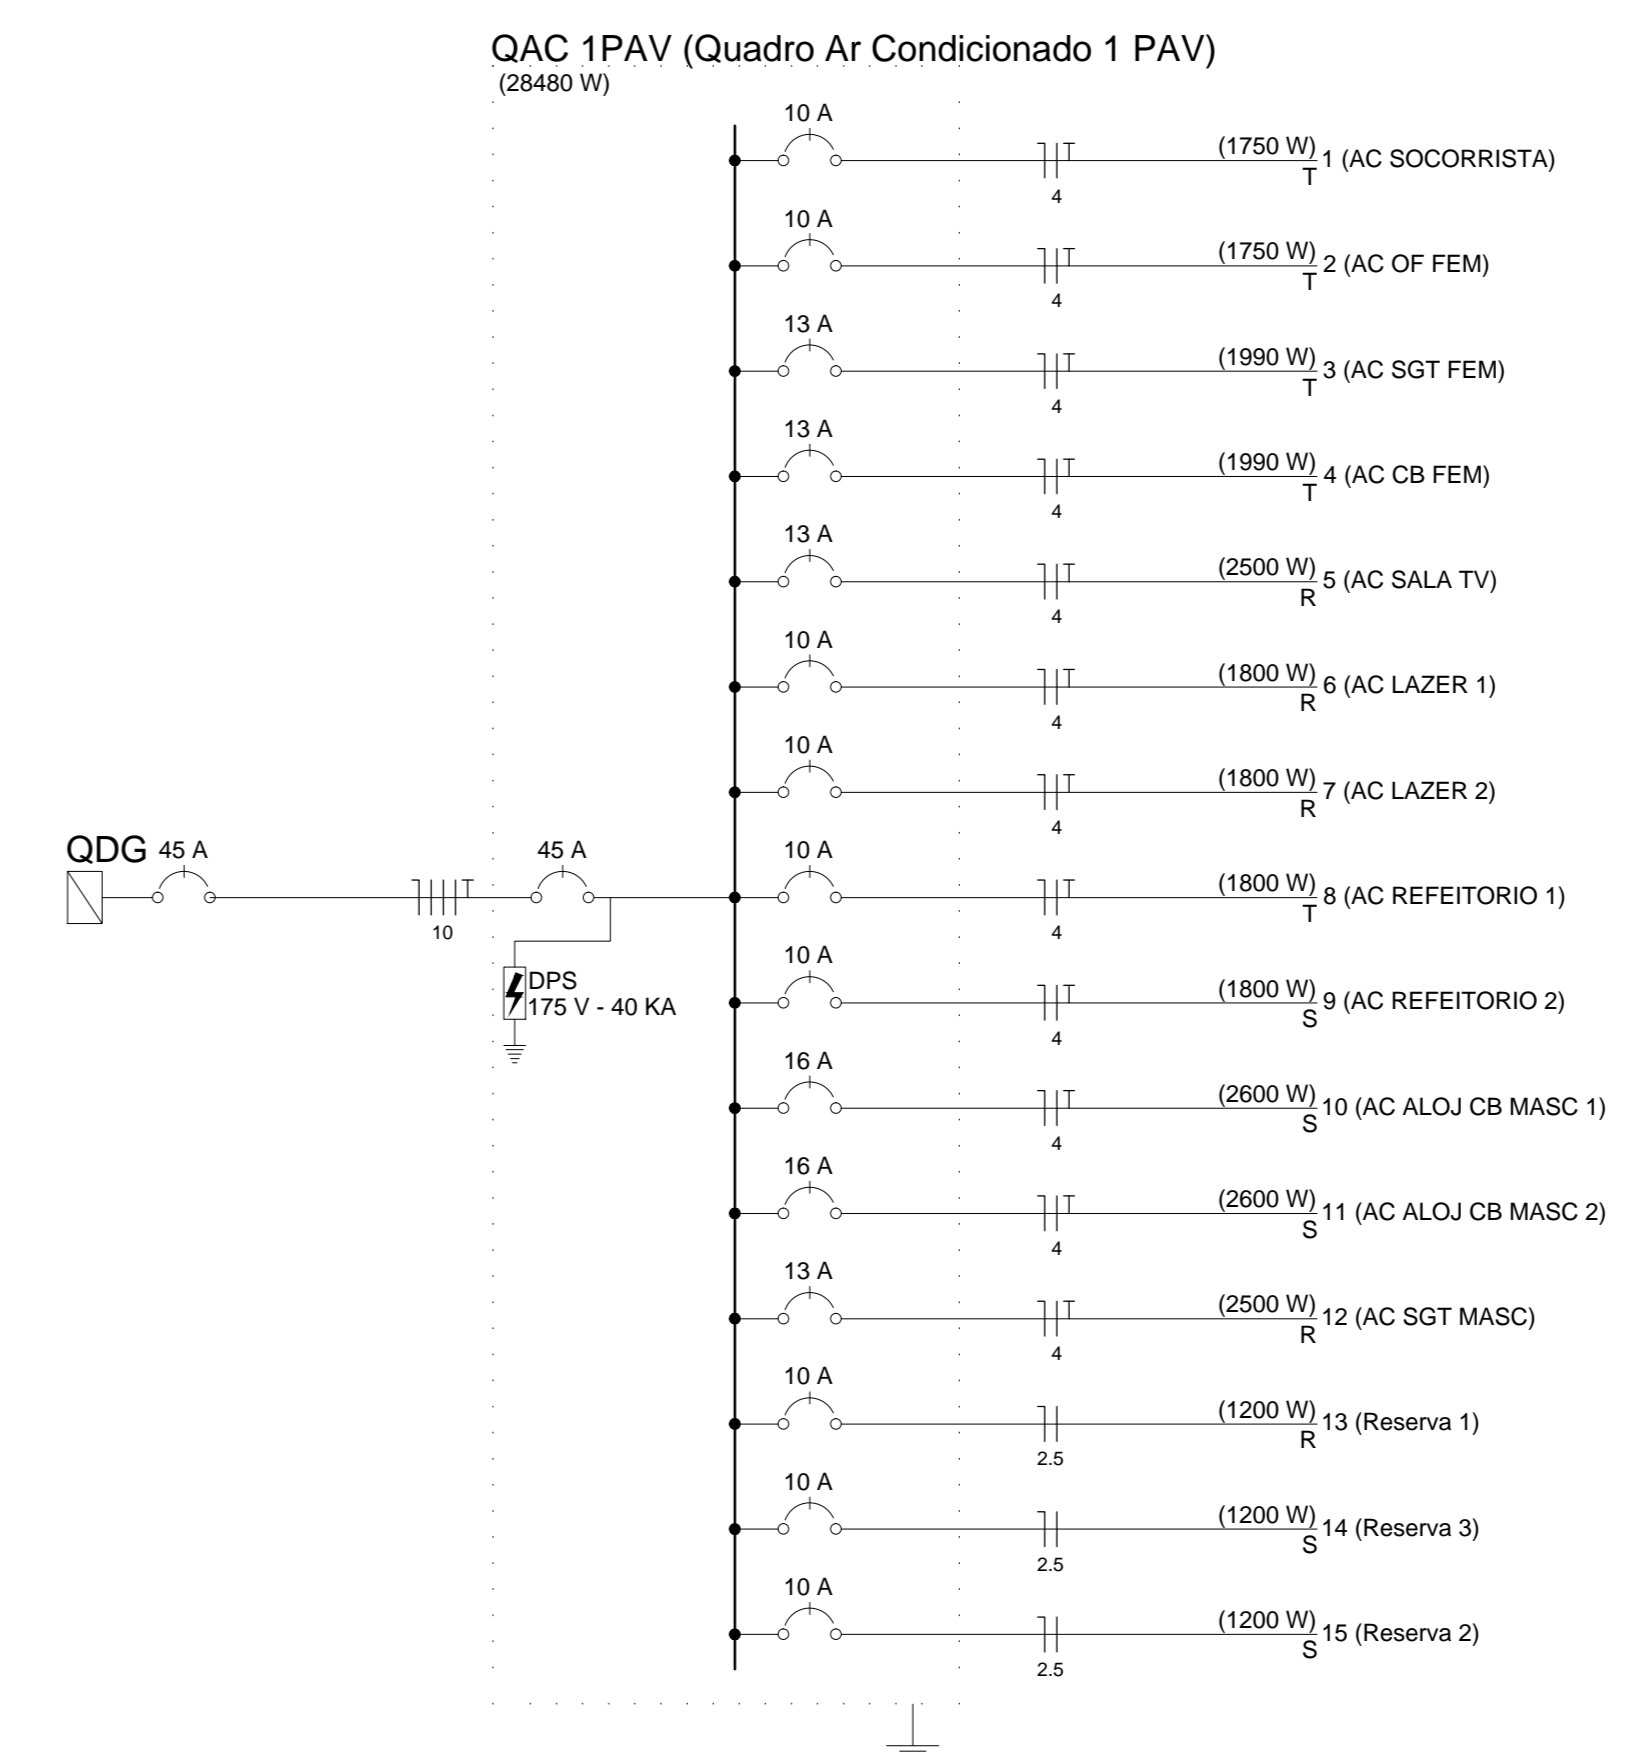 QAC 1PAV (Quadro Ar Condicionado 1 PAV)
(28480 W)
10 A
(1750 W)
1 (AC SOCORRISTA)
T
4
10 A
(1750 W)
2 (AC OF FEM)
T
4
13 A
(1990 W)
3 (AC SGT FEM)
T
4
13 A
(1990 W)
4 (AC CB FEM)
T
4
13 A
(2500 W)
5 (AC SALA TV)
R
4
10 A
(1800 W)
6 (AC LAZER 1)
R
4
10 A
(1800 W)
7 (AC LAZER 2)
R
4
QDG
45 A
10
45 A
DPS
175 V - 40 KA
10 A
(1800 W)
8 (AC REFEITORIO 1)
T
4
10 A
(1800 W)
9 (AC REFEITORIO 2)
S
4
16 A
(2600 W)
10 (AC ALOJ CB MASC 1)
S
4
16 A
(2600 W)
11 (AC ALOJ CB MASC 2)
S
4
13 A
(2500 W)
12 (AC SGT MASC)
R
4
10 A
(1200 W)
13 (Reserva 1)
R
2.5
10 A
(1200 W)
14 (Reserva 3)
S
2.5
10 A
(1200 W)
15 (Reserva 2)
S
2.5